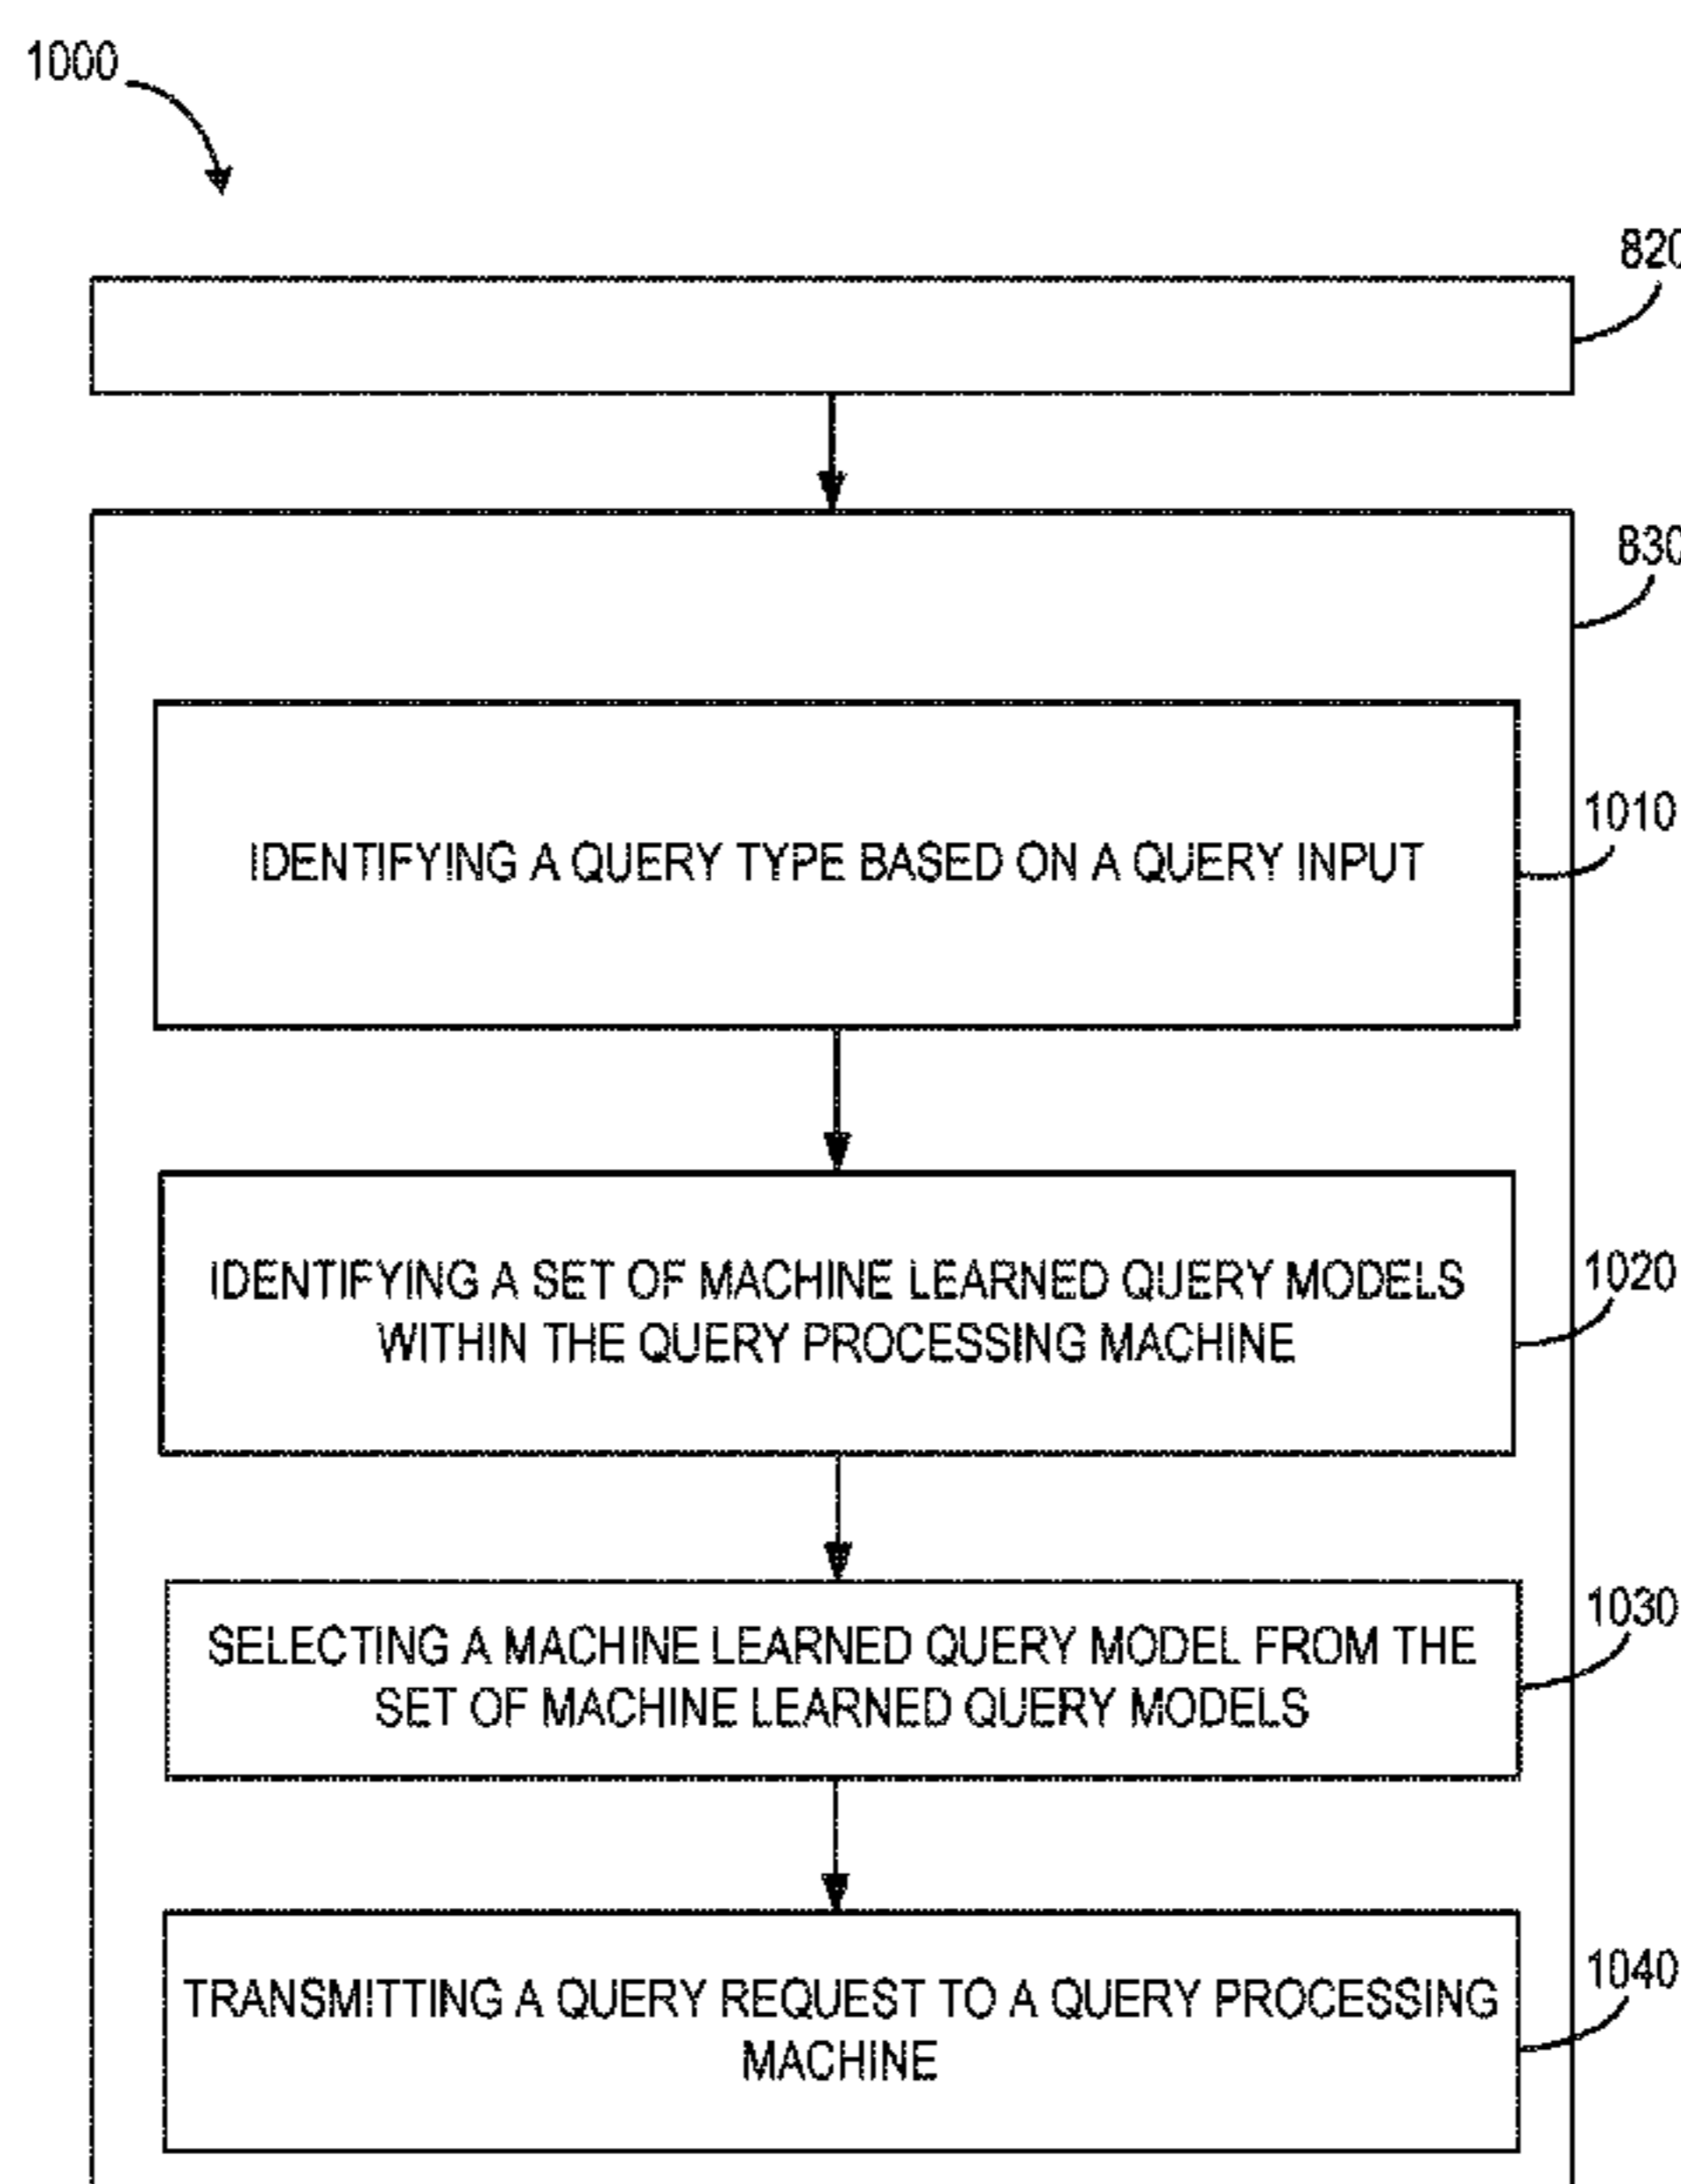 1000
820
830
IDENTIFYING A QUERY TYPE BASED ON A QUERY INPUT
1010
IDENTIFYING A SET OF MACHINE LEARNED QUERY MODELS
WITHIN THE QUERY PROCESSING MACHINE
1020
SELECTING A MACHINE LEARNED QUERY MODEL FROM THE
SET OF MACHINE LEARNED QUERY MODELS
1030
TRANSMITTING A QUERY REQUEST TO A QUERY PROCESSING
MACHINE
1040